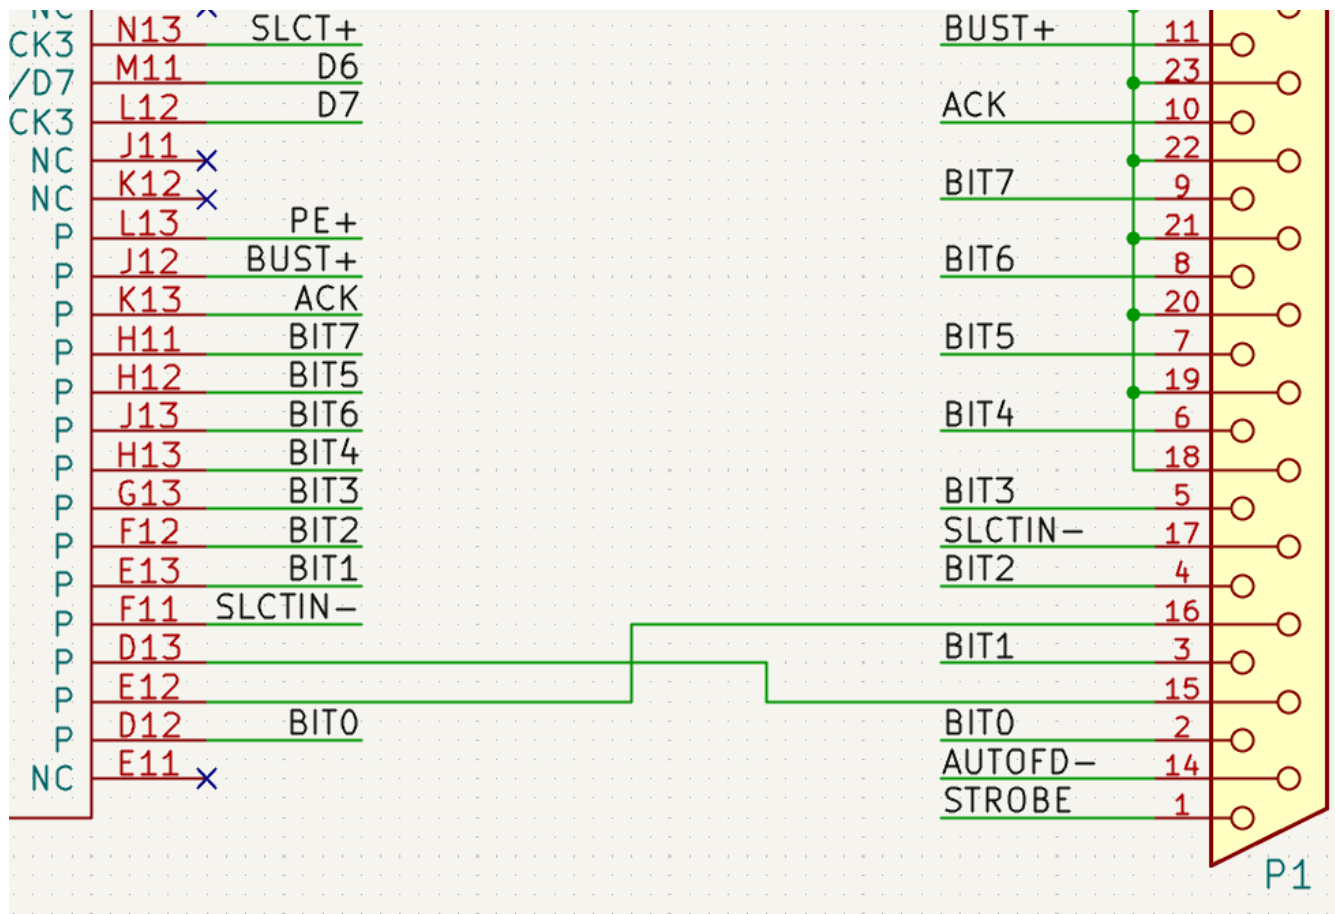 NC
N13 SLCT+ BUST+ 11
CK3
M11 D6 23
/D7
L12 D7 ACK 10
CK3
J11 22
NC
K12 BIT7 9
NC
L13 PE+ 21
P
J12 BUST+ BIT6 8
P
K13 ACK 20
P
H11 BIT7 BIT5 7
P
H12 BIT5 19
P
J13 BIT6 BIT4 6
P
H13 BIT4 18
P
G13 BIT3 BIT3 5
P
F12 BIT2 SLCTIN- 17
P
E13 BIT1 BIT2 4
P
F11 SLCTIN- 16
P
D13 BIT1 3
P
E12 15
P
D12 BIT0 BIT0 2
P
E11 AUTOFD- 14
NC
STROBE 1
P1